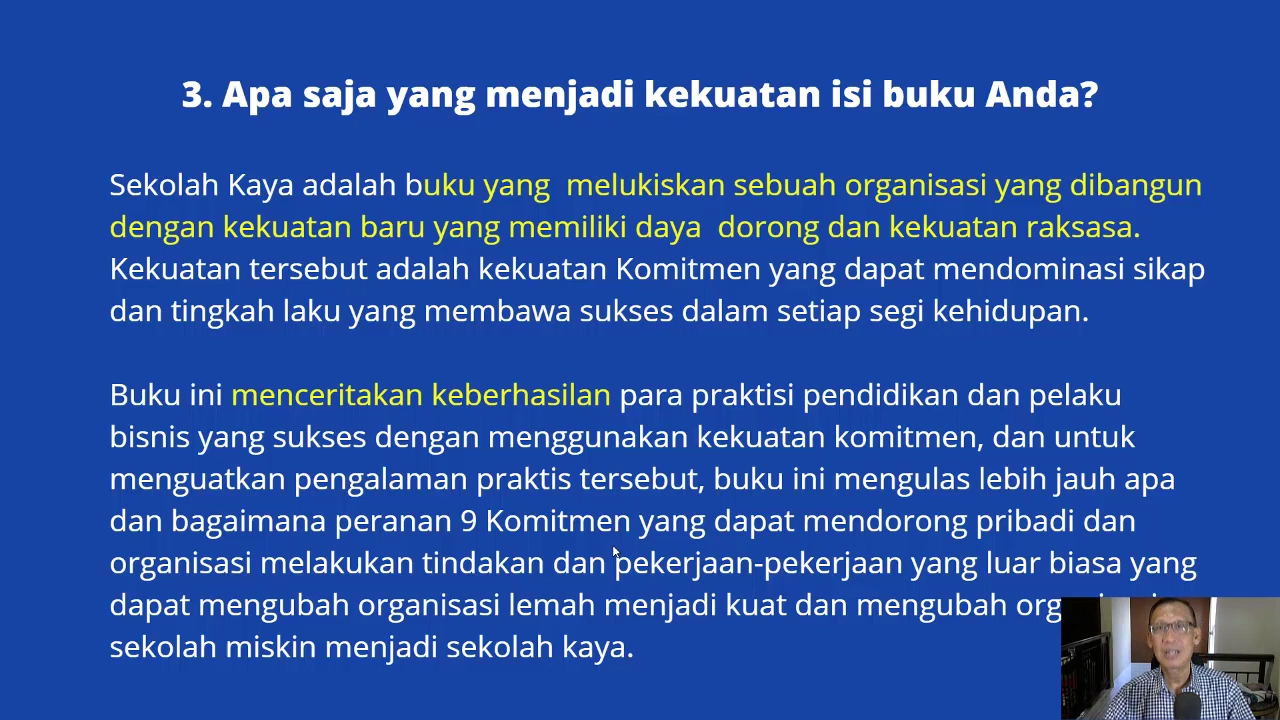 3. Apa saja yang menjadi kekuatan isi buku Anda?
Sekolah Kaya adalah buku yang melukiskan sebuah organisasi yang dibangun
dengan kekuatan baru yang memiliki daya dorong dan kekuatan raksasa.
Kekuatan tersebut adalah kekuatan Komitmen yang dapat mendominasi sikap
dan tingkah laku yang membawa sukses dalam setiap segi kehidupan.
Buku ini menceritakan keberhasilan para praktisi pendidikan dan pelaku
bisnis yang sukses dengan menggunakan kekuatan komitmen, dan untuk
menguatkan pengalaman praktis tersebut, buku ini mengulas lebih jauh apa
dan bagaimana peranan 9 Komitmen yang dapat mendorong pribadi dan
organisasi melakukan tindakan dan pekerjaan-pekerjaan yang luar biasa yang
dapat mengubah organisasi lemah menjadi kuat dan mengubah
sekolah miskin menjadi sekolah kaya.